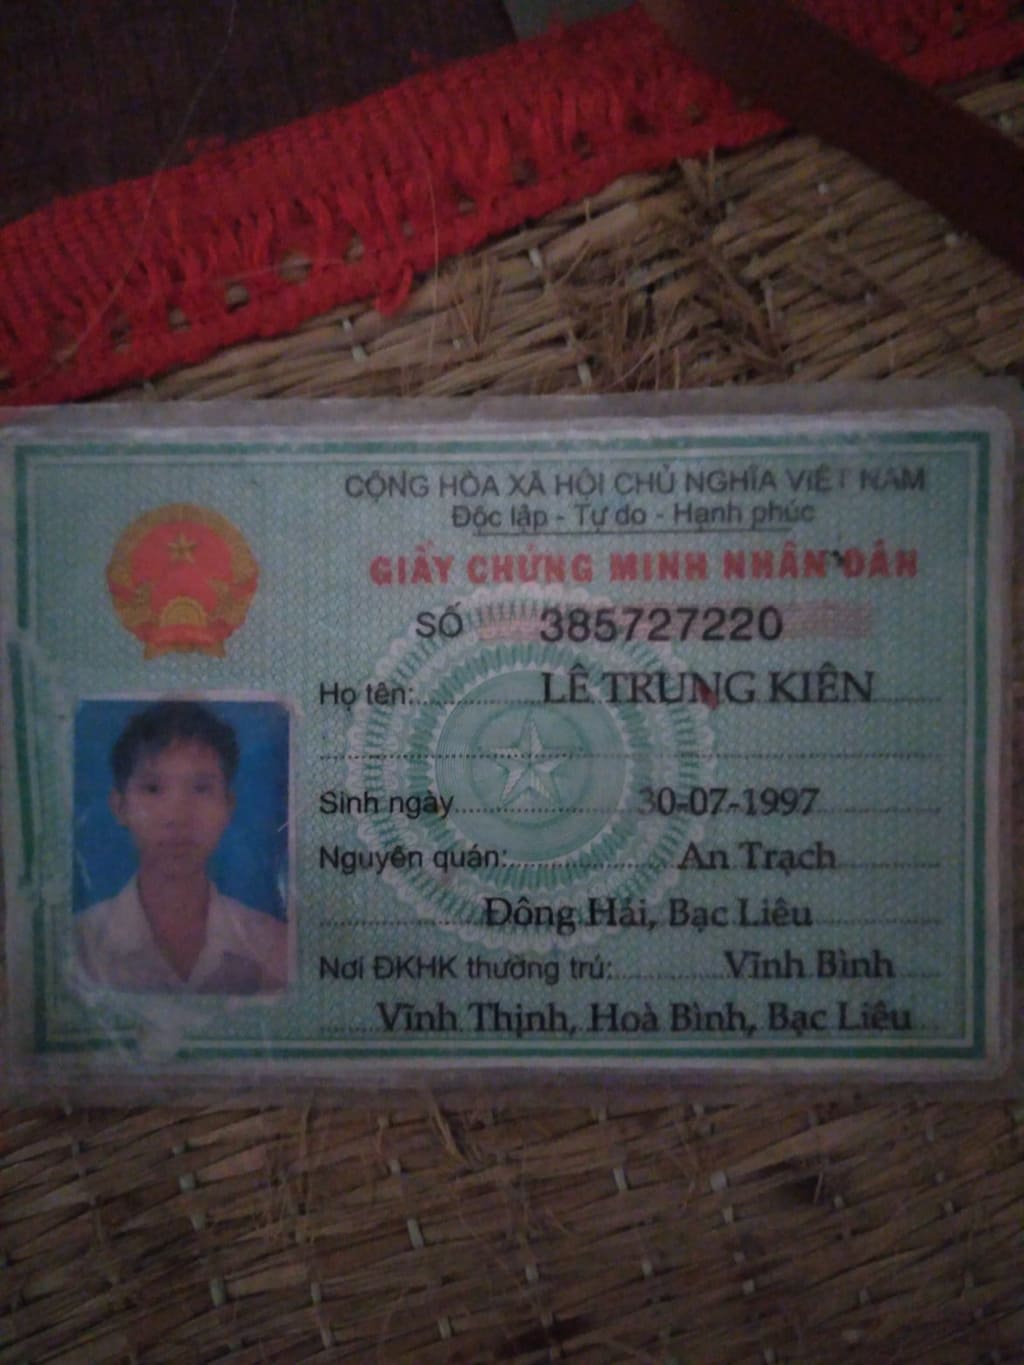 CỘNG HÒA XÃ HỘI CHỦ NGHĨA VIỆT NAM
Độc lập - Tự do - Hạnh phúc
GIẤY CHỨNG MINH NHÂN DÂN
SỐ 385727220
Họ tên: LÊ TRUNG KIÊN
Sinh ngày 30-07-1997
Nguyên quán: An Trạch
Đông Hải, Bạc Liêu
Nơi ĐKHK thường trú: Vĩnh Bình
Vĩnh Thịnh, Hoà Bình, Bạc Liêu